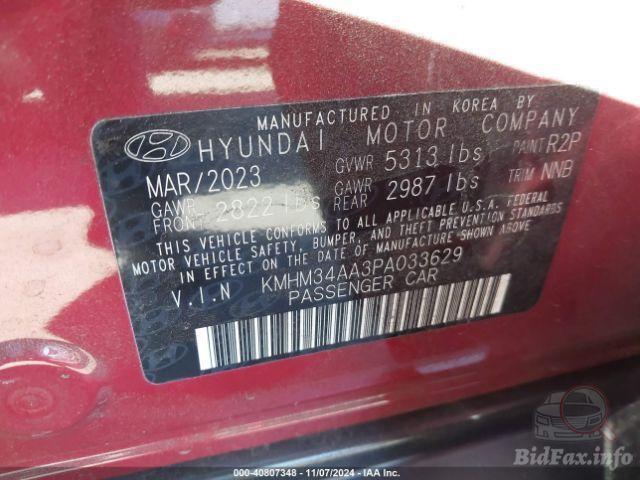 MANUFACTURED IN KOREA BY
HYUNDAI MOTOR COMPANY
MAR/2023 GVWR 5313 lbs PAINT R2P
GAWR FRONT 2822 lbs GAWR REAR 2987 lbs TRIM NNB
THIS VEHICLE CONFORMS TO ALL APPLICABLE U.S.A. FEDERAL
MOTOR VEHICLE SAFETY, BUMPER, AND THEFT PREVENTION STANDARDS
IN EFFECT ON THE DATE OF MANUFACTURE SHOWN ABOVE
V.I.N KMHM34AA3PA033629
PASSENGER CAR
BidFax.info
000-40807348 - 11/07/2024 - IAA Inc.